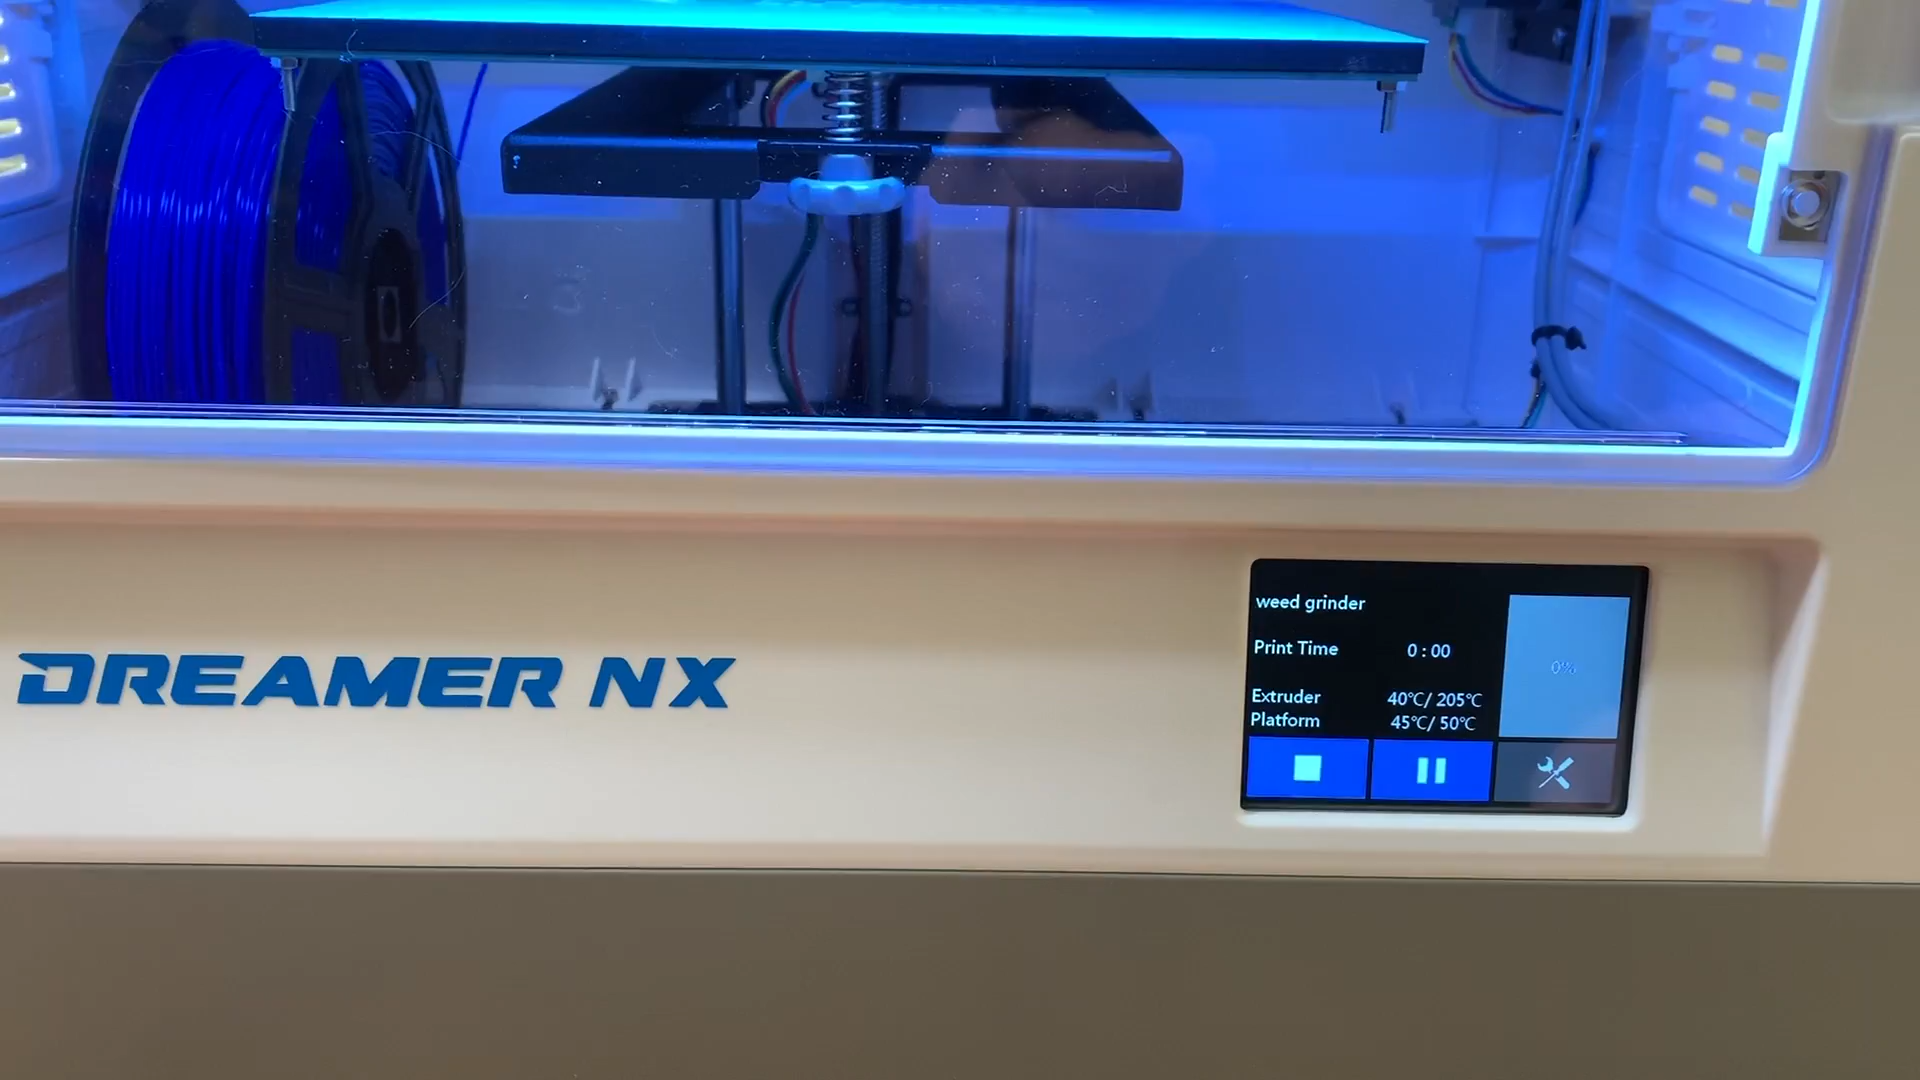 DREAMER NX
weed grinder
Print Time 0:00
Extruder 40℃/ 205℃
Platform 45℃/ 50℃
0%